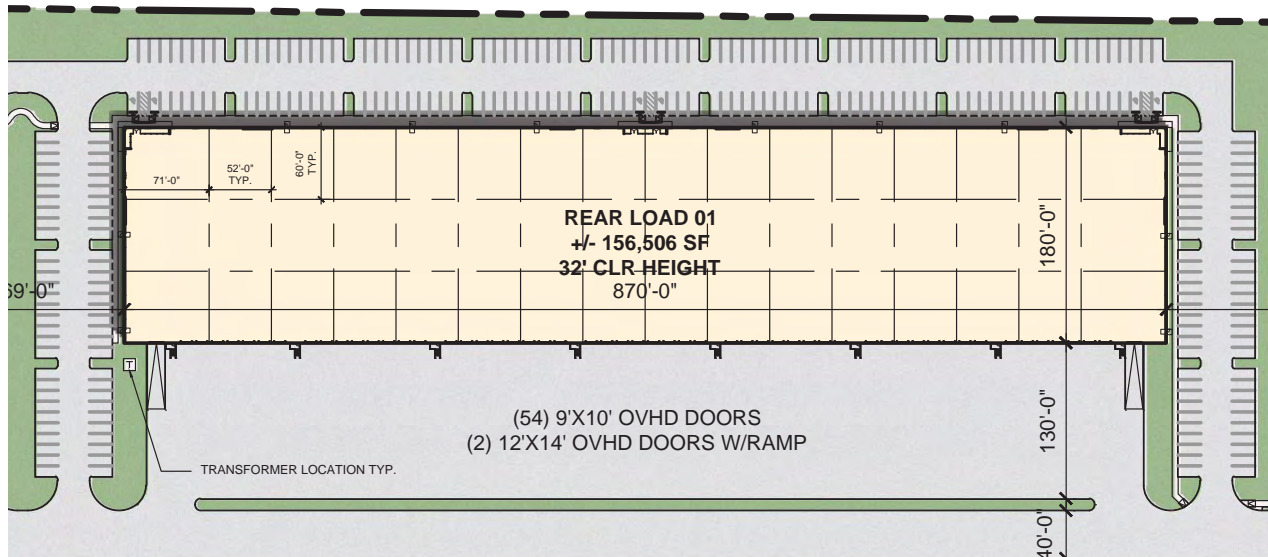 71'-0"
52'-0"
TYP.
60'-0"
TYP.
REAR LOAD 01
+/- 156,506 SF
32' CLR HEIGHT
870'-0"
180'-0"
69'-0"
(54) 9'X10' OVHD DOORS
(2) 12'X14' OVHD DOORS W/RAMP
130'-0"
T
TRANSFORMER LOCATION TYP.
40'-0"